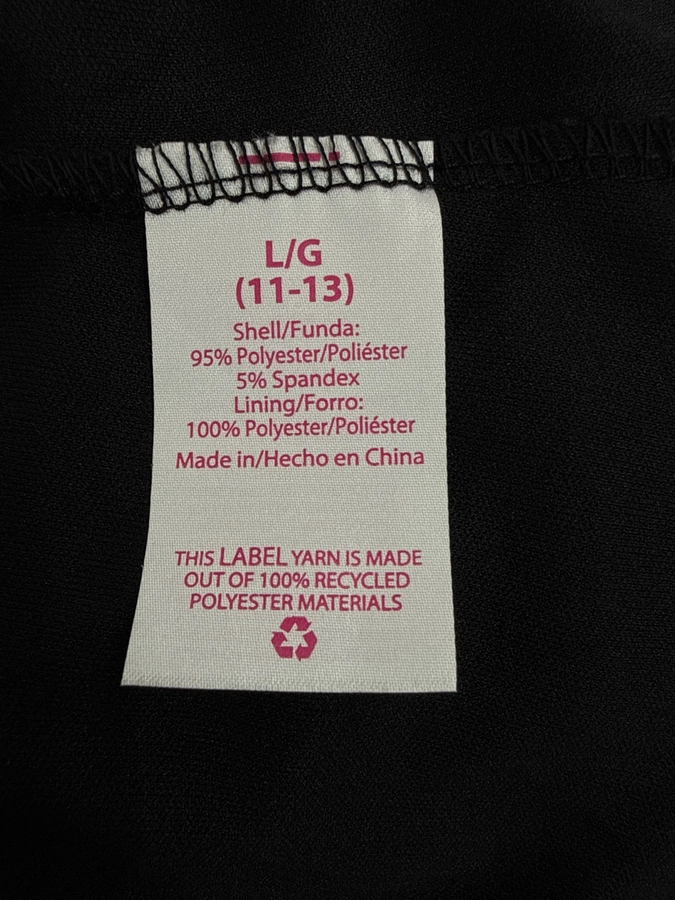 L/G
(11-13)
Shell/Funda:
95% Polyester/Poliéster
5% Spandex
Lining/Forro:
100% Polyester/Poliéster
Made in/Hecho en China
THIS LABEL YARN IS MADE
OUT OF 100% RECYCLED
POLYESTER MATERIALS